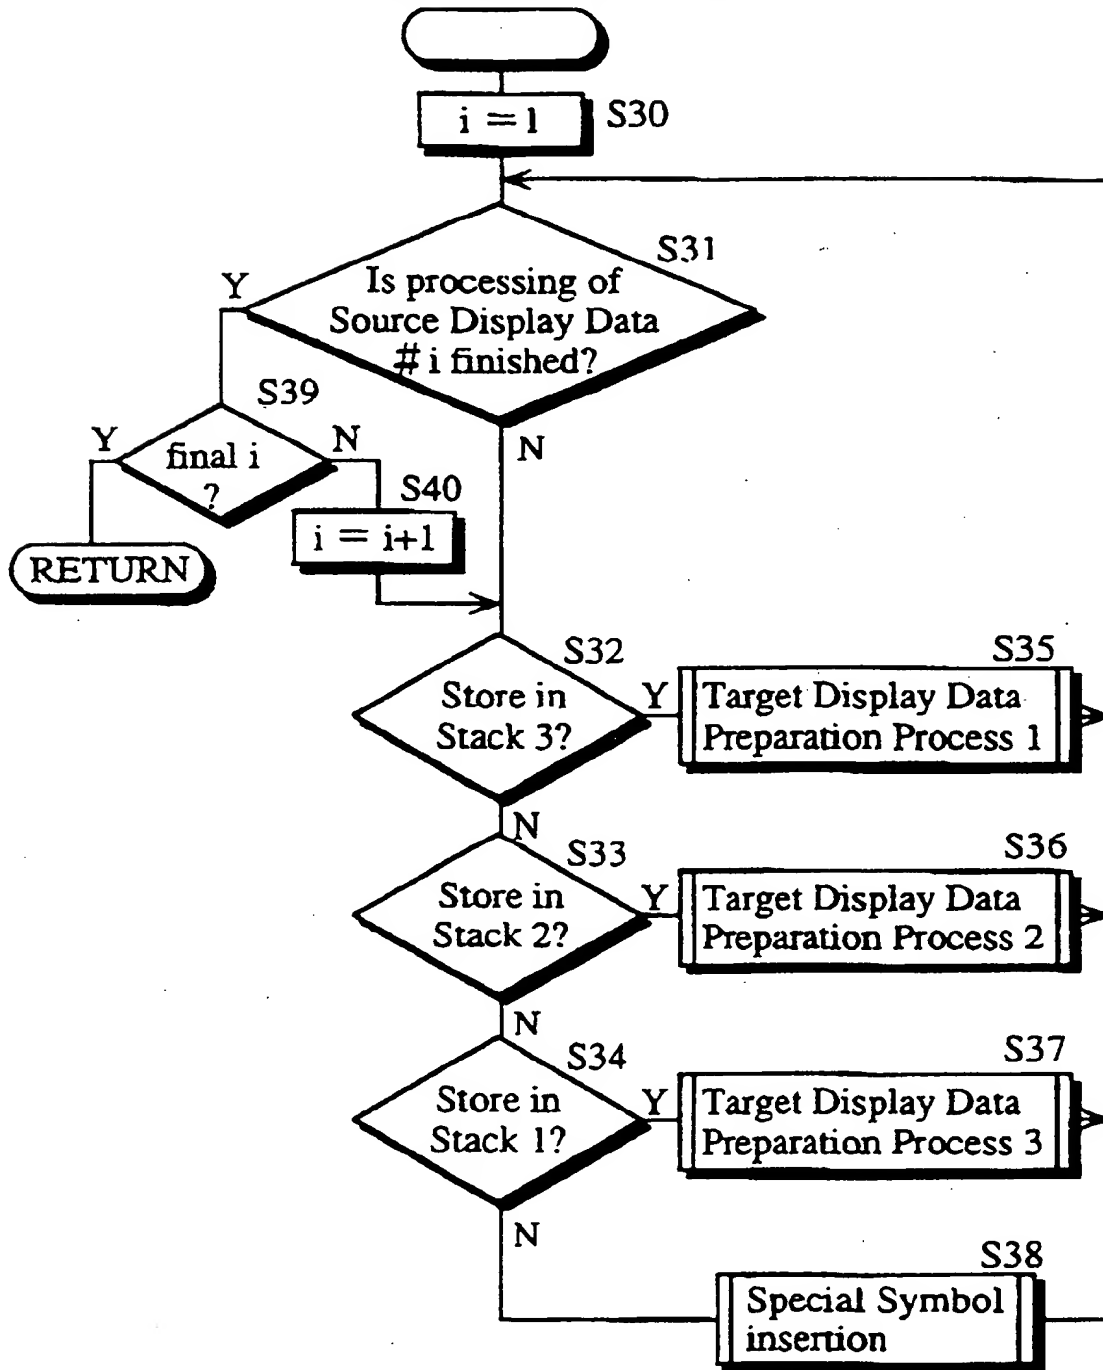 i = 1
S30
S31
Y
Is processing of
Source Display Data
# i finished?
N
S39
Y
N
final i
?
S40
i = i+1
RETURN
S32
Store in
Stack 3?
Y
S35
Target Display Data
Preparation Process 1
N
S33
Store in
Stack 2?
Y
S36
Target Display Data
Preparation Process 2
N
S34
Store in
Stack 1?
Y
S37
Target Display Data
Preparation Process 3
N
S38
Special Symbol
insertion